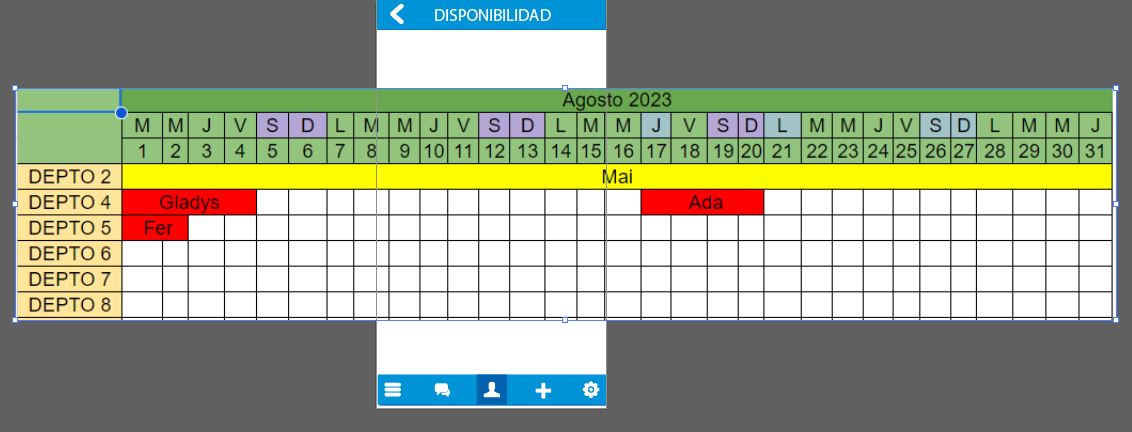 DISPONIBILIDAD
Agosto 2023
M M J V S D L M M J V S D L M M J V S D L M M J V S D L M M J
1 2 3 4 5 6 7 8 9 10 11 12 13 14 15 16 17 18 19 20 21 22 23 24 25 26 27 28 29 30 31
DEPTO 2 Mai
DEPTO 4 Gladys Ada
DEPTO 5 Fer
DEPTO 6
DEPTO 7
DEPTO 8